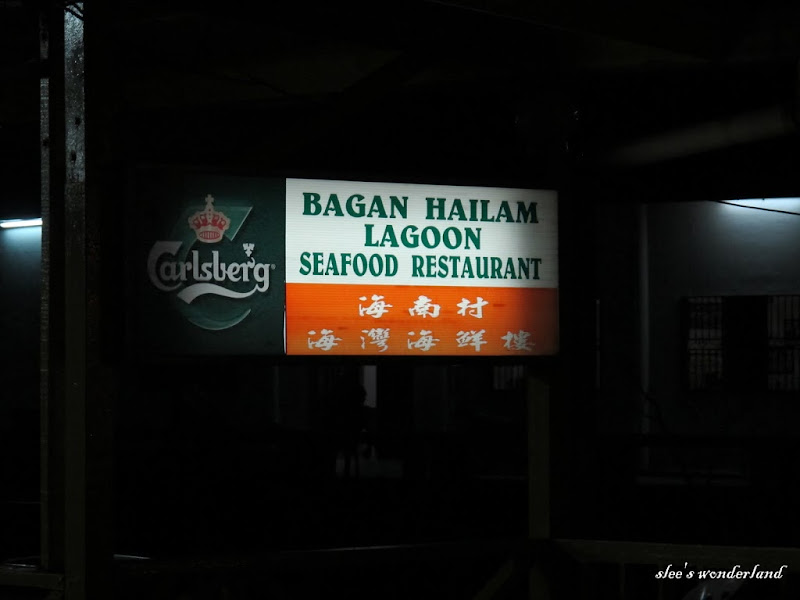 Carlsberg
BAGAN HAILAM
LAGOON
SEAFOOD RESTAURANT
海南村
海灣海鮮樓
slee's wonderland